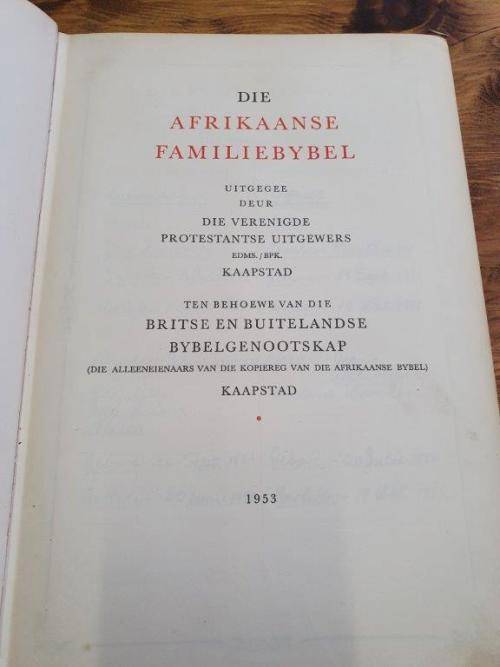 DIE
AFRIKAANSE
FAMILIEBYBEL
UITGEGEE
DEUR
DIE VERENIGDE
PROTESTANTSE UITGEWERS
EDMS./BPK.
KAAPSTAD
TEN BEHOEWE VAN DIE
BRITSE EN BUITELANDSE
BYBELGENOOTSKAP
(DIE ALLEENEIENAARS VAN DIE KOPIEREG VAN DIE AFRIKAANSE BYBEL)
KAAPSTAD
1953